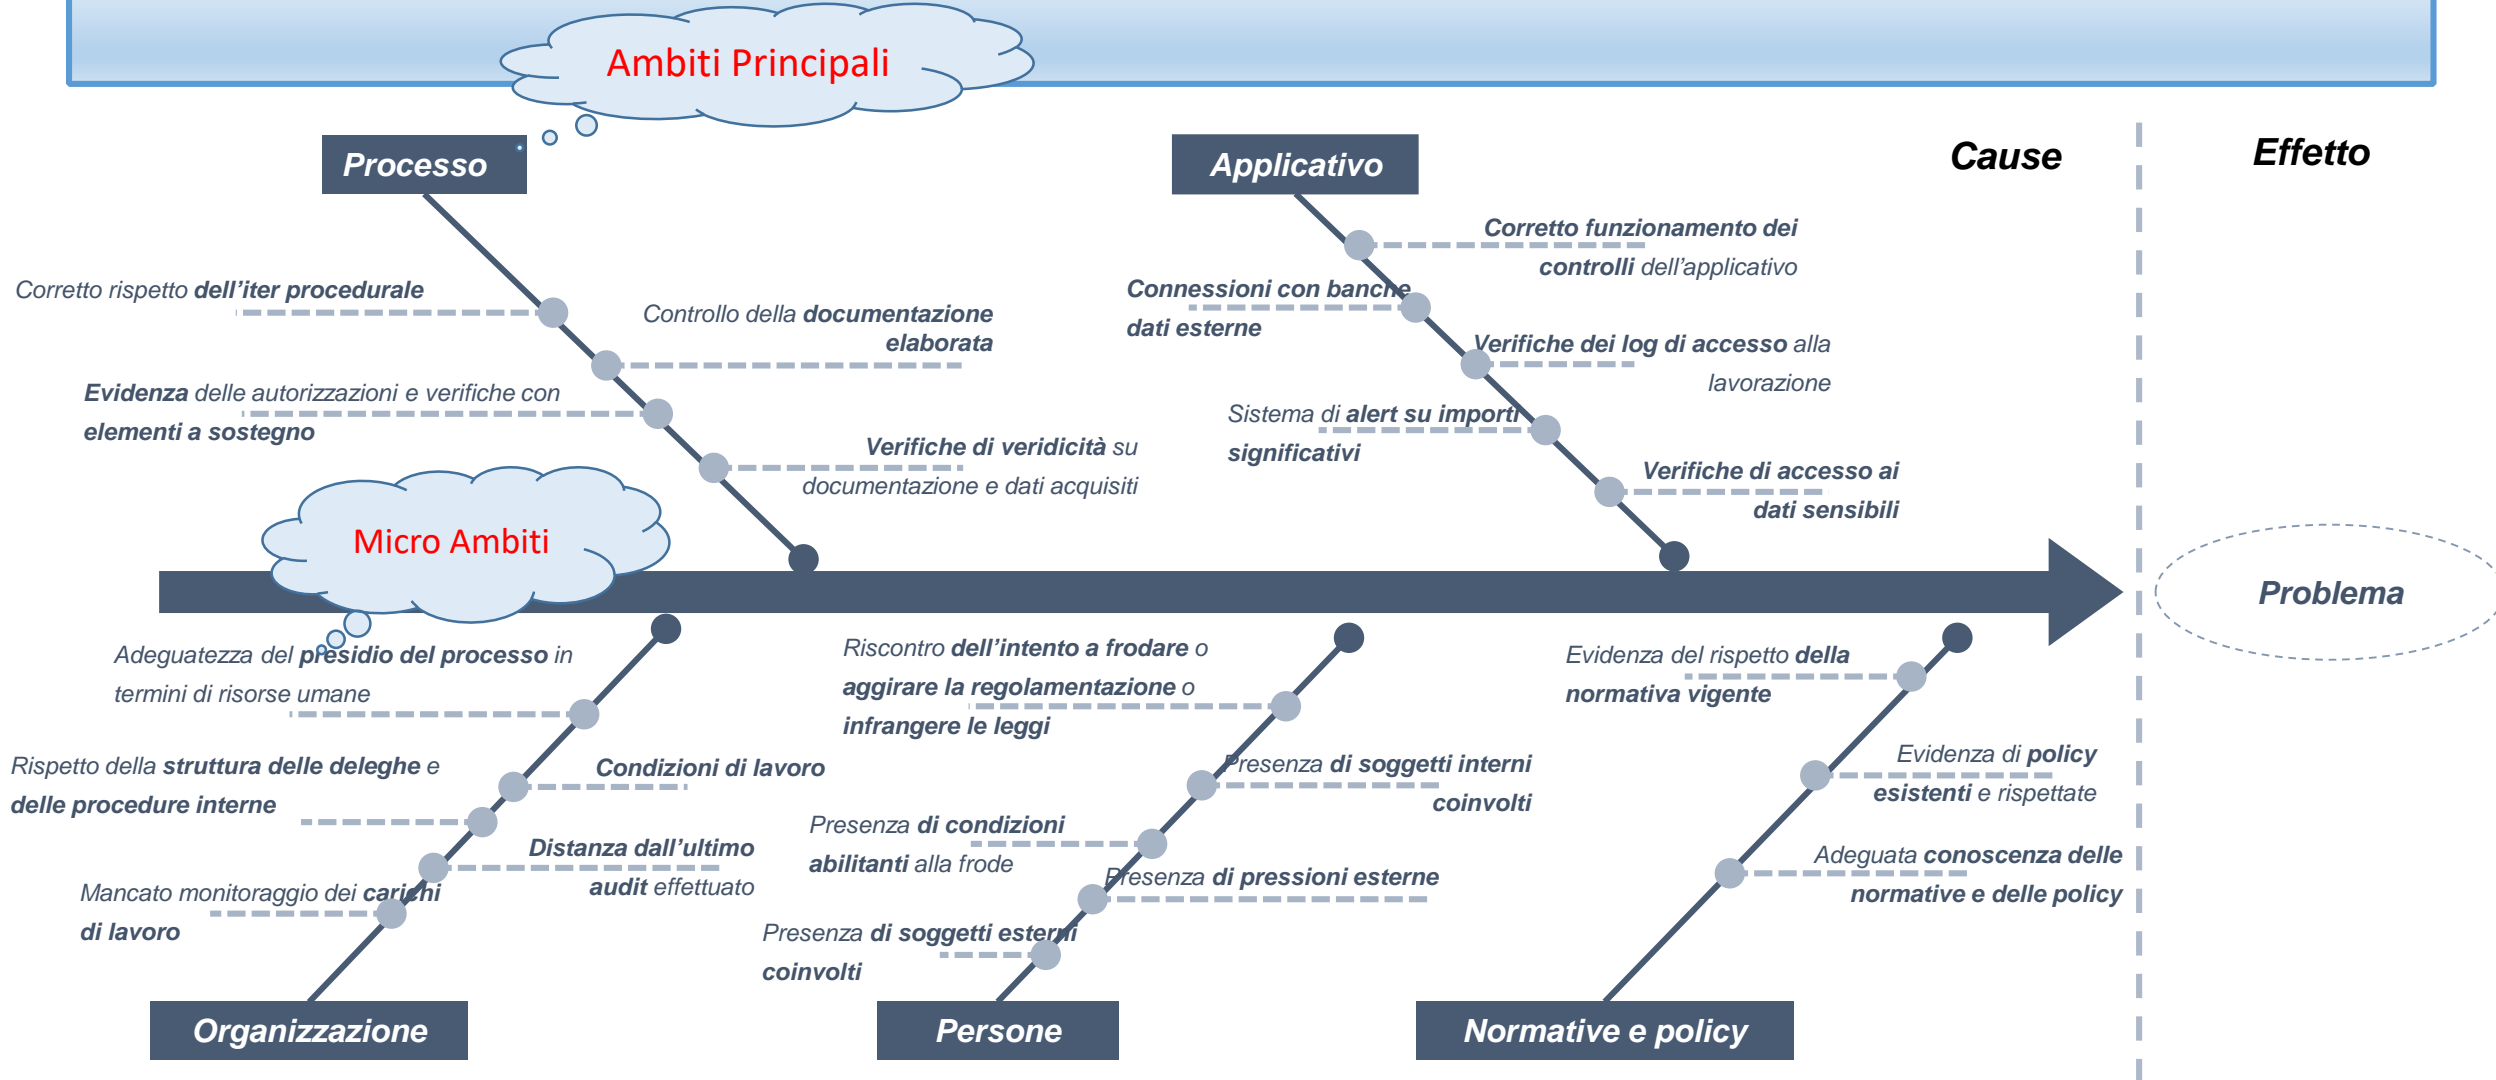 Ambiti Principali
Processo
Applicativo
Cause
Effetto
Corretto rispetto dell’iter procedurale
Controllo della documentazione
elaborata
Evidenza delle autorizzazioni e verifiche con
elementi a sostegno
Verifiche di veridicità su
documentazione e dati acquisiti
Corretto funzionamento dei
controlli dell’applicativo
Connessioni con banche
dati esterne
Verifiche dei log di accesso alla
lavorazione
Sistema di alert su importi
significativi
Verifiche di accesso ai
dati sensibili
Micro Ambiti
Problema
Adeguatezza del presidio del processo in
termini di risorse umane
Rispetto della struttura delle deleghe e
delle procedure interne
Condizioni di lavoro
Distanza dall’ultimo
audit effettuato
Mancato monitoraggio dei carichi
di lavoro
Riscontro dell’intento a frodare o
aggirare la regolamentazione o
infrangere le leggi
Presenza di soggetti interni
coinvolti
Presenza di condizioni
abilitanti alla frode
Presenza di pressioni esterne
Presenza di soggetti esterni
coinvolti
Evidenza del rispetto della
normativa vigente
Evidenza di policy
esistenti e rispettate
Adeguata conoscenza delle
normative e delle policy
Organizzazione
Persone
Normative e policy